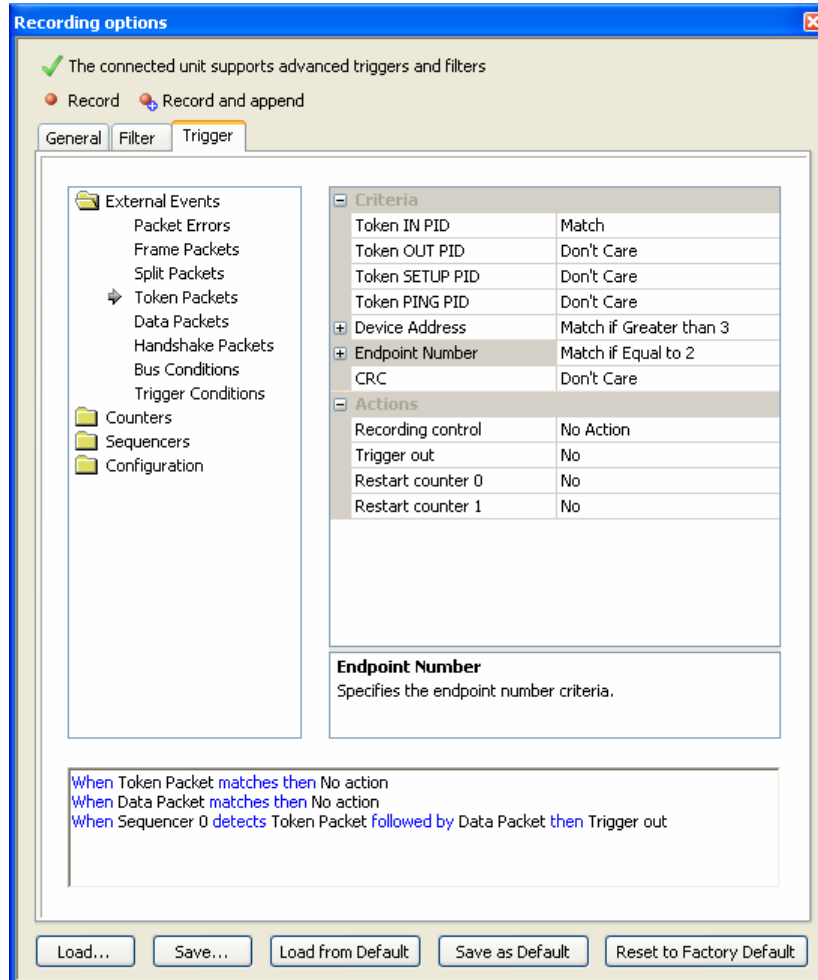 Recording options
The connected unit supports advanced triggers and filters
Record Record and append
General Filter Trigger
External Events
Packet Errors
Frame Packets
Split Packets
Token Packets
Data Packets
Handshake Packets
Bus Conditions
Trigger Conditions
Counters
Sequencers
Configuration
Criteria
Token IN PID Match
Token OUT PID Don't Care
Token SETUP PID Don't Care
Token PING PID Don't Care
Device Address Match if Greater than 3
Endpoint Number Match if Equal to 2
CRC Don't Care
Actions
Recording control No Action
Trigger out No
Restart counter 0 No
Restart counter 1 No
Endpoint Number
Specifies the endpoint number criteria.
When Token Packet matches then No action
When Data Packet matches then No action
When Sequencer 0 detects Token Packet followed by Data Packet then Trigger out
Load... Save... Load from Default Save as Default Reset to Factory Default